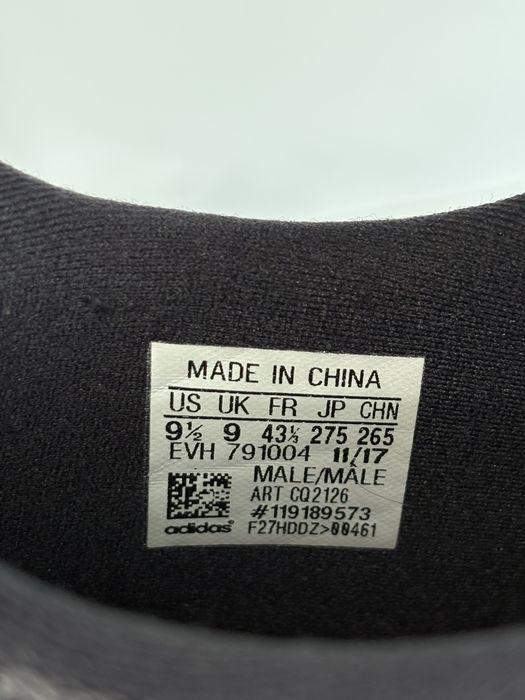 MADE IN CHINA
US UK FR JP CHN
9½ 9 43⅓ 275 265
EVH 791004 11/17
MALE/MÂLE
ART CQ2126
#119189573
adidas® F27HDDZ>00461